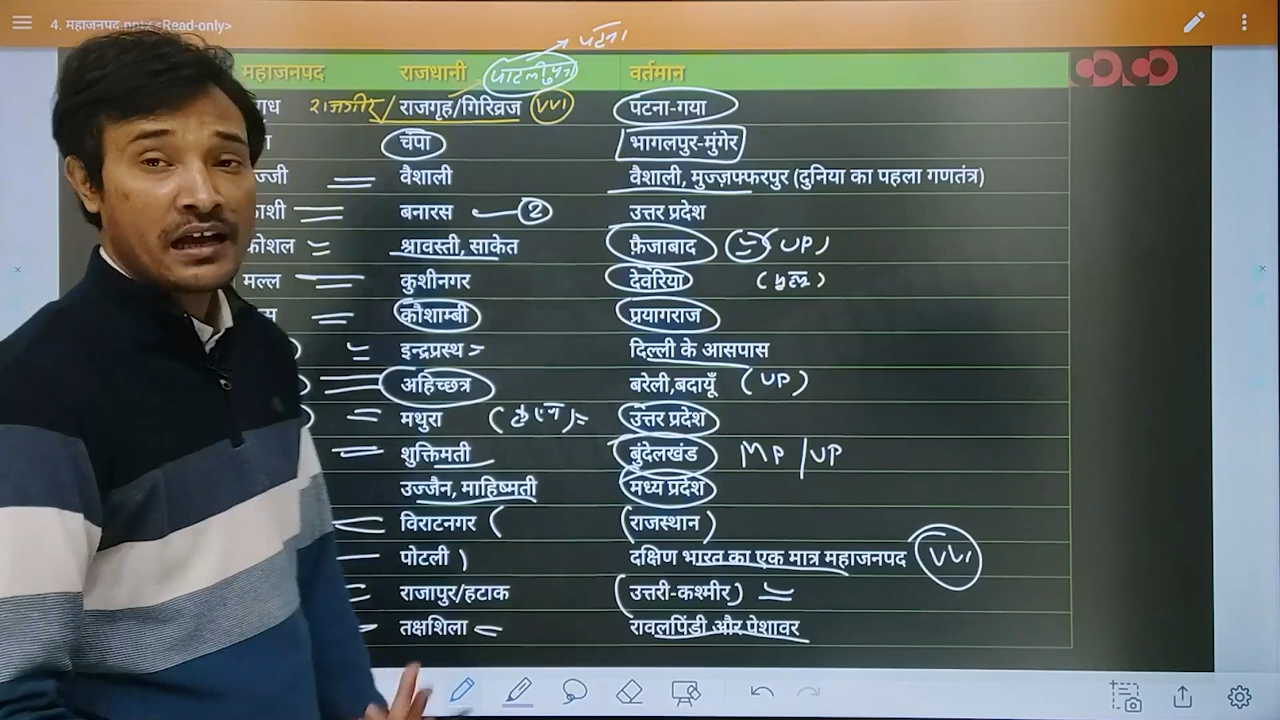 4. महाजनपद.pptx<Read-only>
पटना
महाजनपद राजधानी पाटलीपुत्र वर्तमान
राजगीर/ राजगृह/गिरिव्रज VVI पटना-गया
चंपा भागलपुर-मुंगेर
वैशाली वैशाली, मुज्ज़फ्फरपुर (दुनिया का पहला गणतंत्र)
बनारस 2 उत्तर प्रदेश
श्रावस्ती, साकेत फ़ैजाबाद (UP)
मल्ल कुशीनगर देवरिया
कौशाम्बी प्रयागराज
इन्द्रप्रस्थ दिल्ली के आसपास
अहिच्छत्र बरेली,बदायूँ (UP)
मथुरा उत्तर प्रदेश
शुक्तिमती बुंदेलखंड MP/UP
उज्जैन, माहिष्मती मध्य प्रदेश
विराटनगर (राजस्थान)
पोटली दक्षिण भारत का एक मात्र महाजनपद VVI
राजापुर/हटाक (उत्तरी-कश्मीर)
तक्षशिला रावलपिंडी और पेशावर